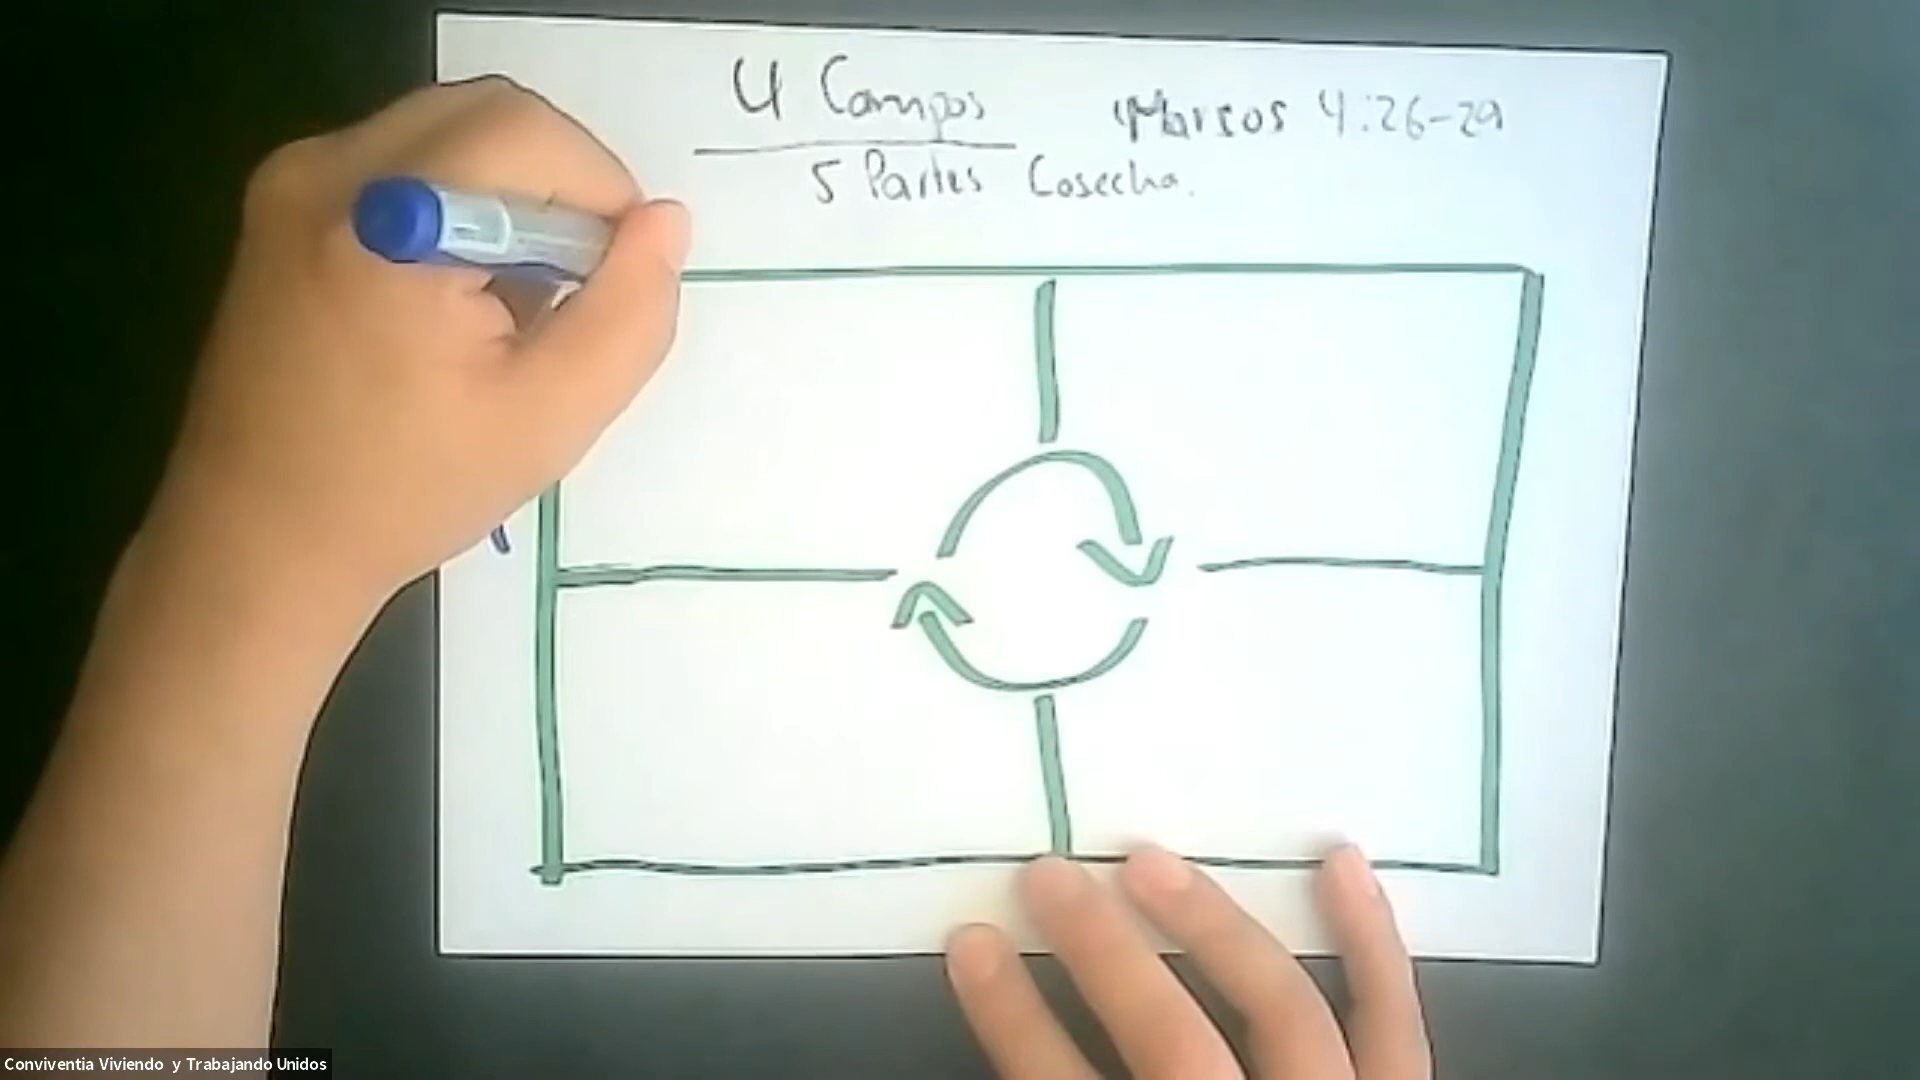 4 Campos Marcos 4:26-29
5 Partes Cosecha.
Conviventia Viviendo y Trabajando Unidos